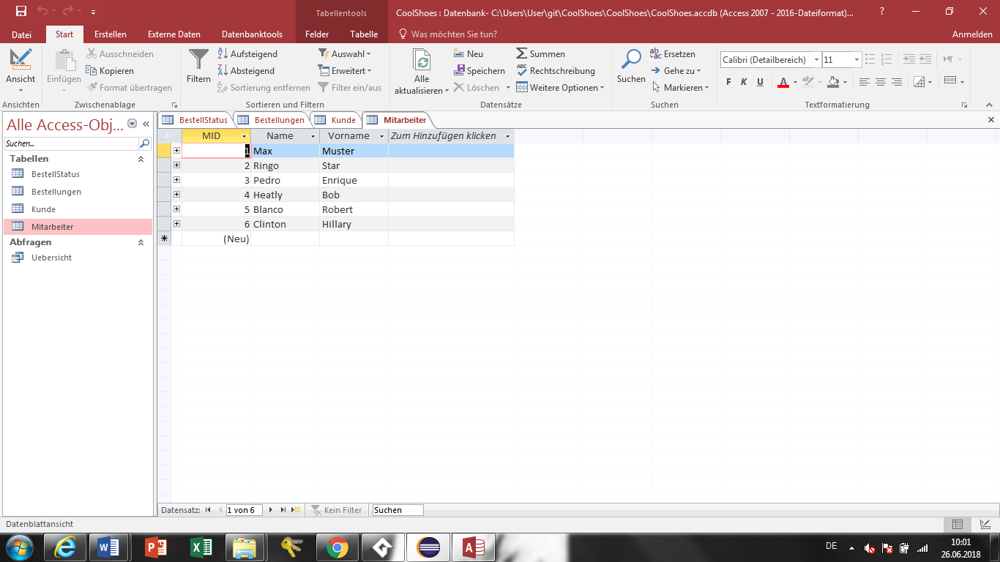 Tabellentools
CoolShoes : Datenbank- C:\Users\User\git\CoolShoes\CoolShoes\CoolShoes.accdb (Access 2007 - 2016-Dateiformat)...
?
Datei Start Erstellen Externe Daten Datenbanktools Felder Tabelle Was möchten Sie tun? Anmelden
Ansicht
Ansichten
Einfügen
Ausschneiden
Kopieren
Format übertragen
Zwischenablage
Filtern
Aufsteigend
Absteigend
Sortierung entfernen
Auswahl
Erweitert
Filter ein/aus
Sortieren und Filtern
Alle
aktualisieren
Neu
Speichern
Löschen
Summen
Rechtschreibung
Weitere Optionen
Datensätze
Suchen
Ersetzen
Gehe zu
Markieren
Suchen
Calibri (Detailbereich) 11
F K U A
Textformatierung
Alle Access-Obj...
Suchen...
Tabellen
BestellStatus
Bestellungen
Kunde
Mitarbeiter
Abfragen
Uebersicht
BestellStatus Bestellungen Kunde Mitarbeiter
MID Name Vorname Zum Hinzufügen klicken
1 Max Muster
2 Ringo Star
3 Pedro Enrique
4 Heatly Bob
5 Blanco Robert
6 Clinton Hillary
(Neu)
Datensatz: 1 von 6 Kein Filter Suchen
Datenblattansicht
DE
10:01
26.06.2018